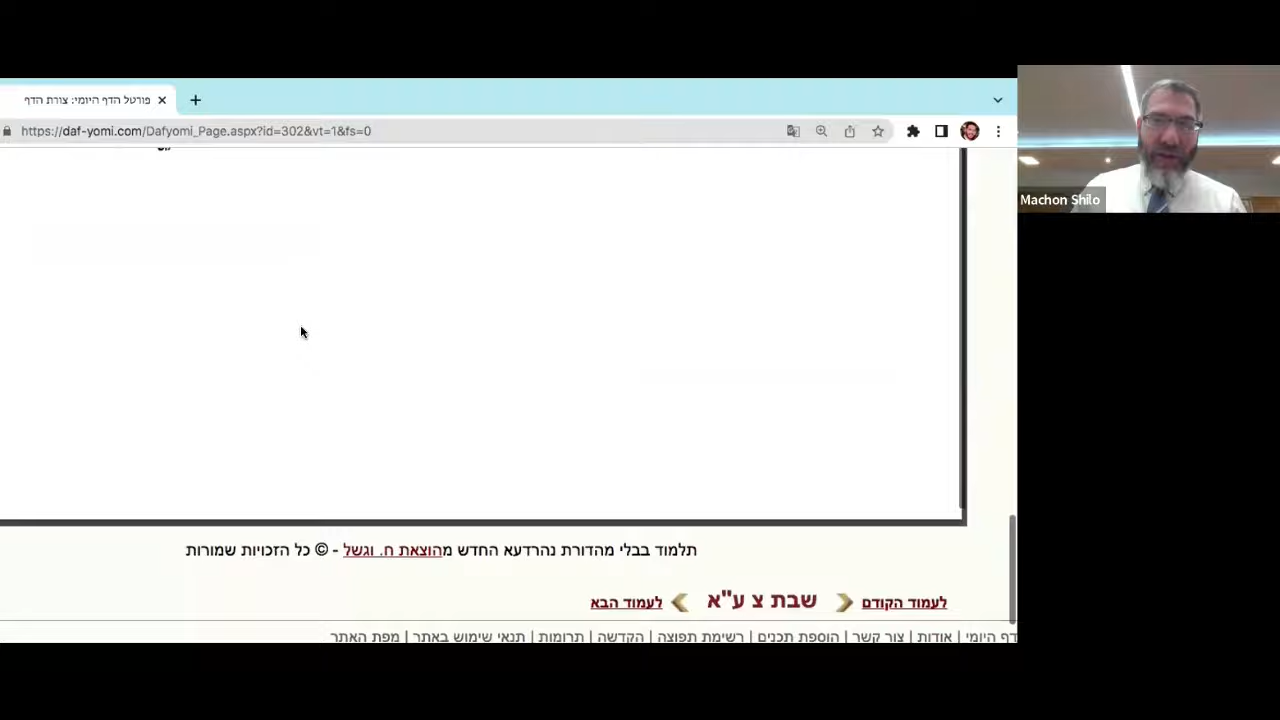 פורטל הדף היומי: צורת הדף
https://daf-yomi.com/Dafyomi_Page.aspx?id=302&vt=1&fs=0
Machon Shilo
תלמוד בבלי מהדורת נהרדעא החדש מהוצאת ח. וגשל - © כל הזכויות שמורות
לעמוד הקודם שבת צ ע"א לעמוד הבא
דף היומי | אודות | צור קשר | הוספת תכנים | רשימת תפוצה | הקדשה | תרומות | תנאי שימוש באתר | מפת האתר